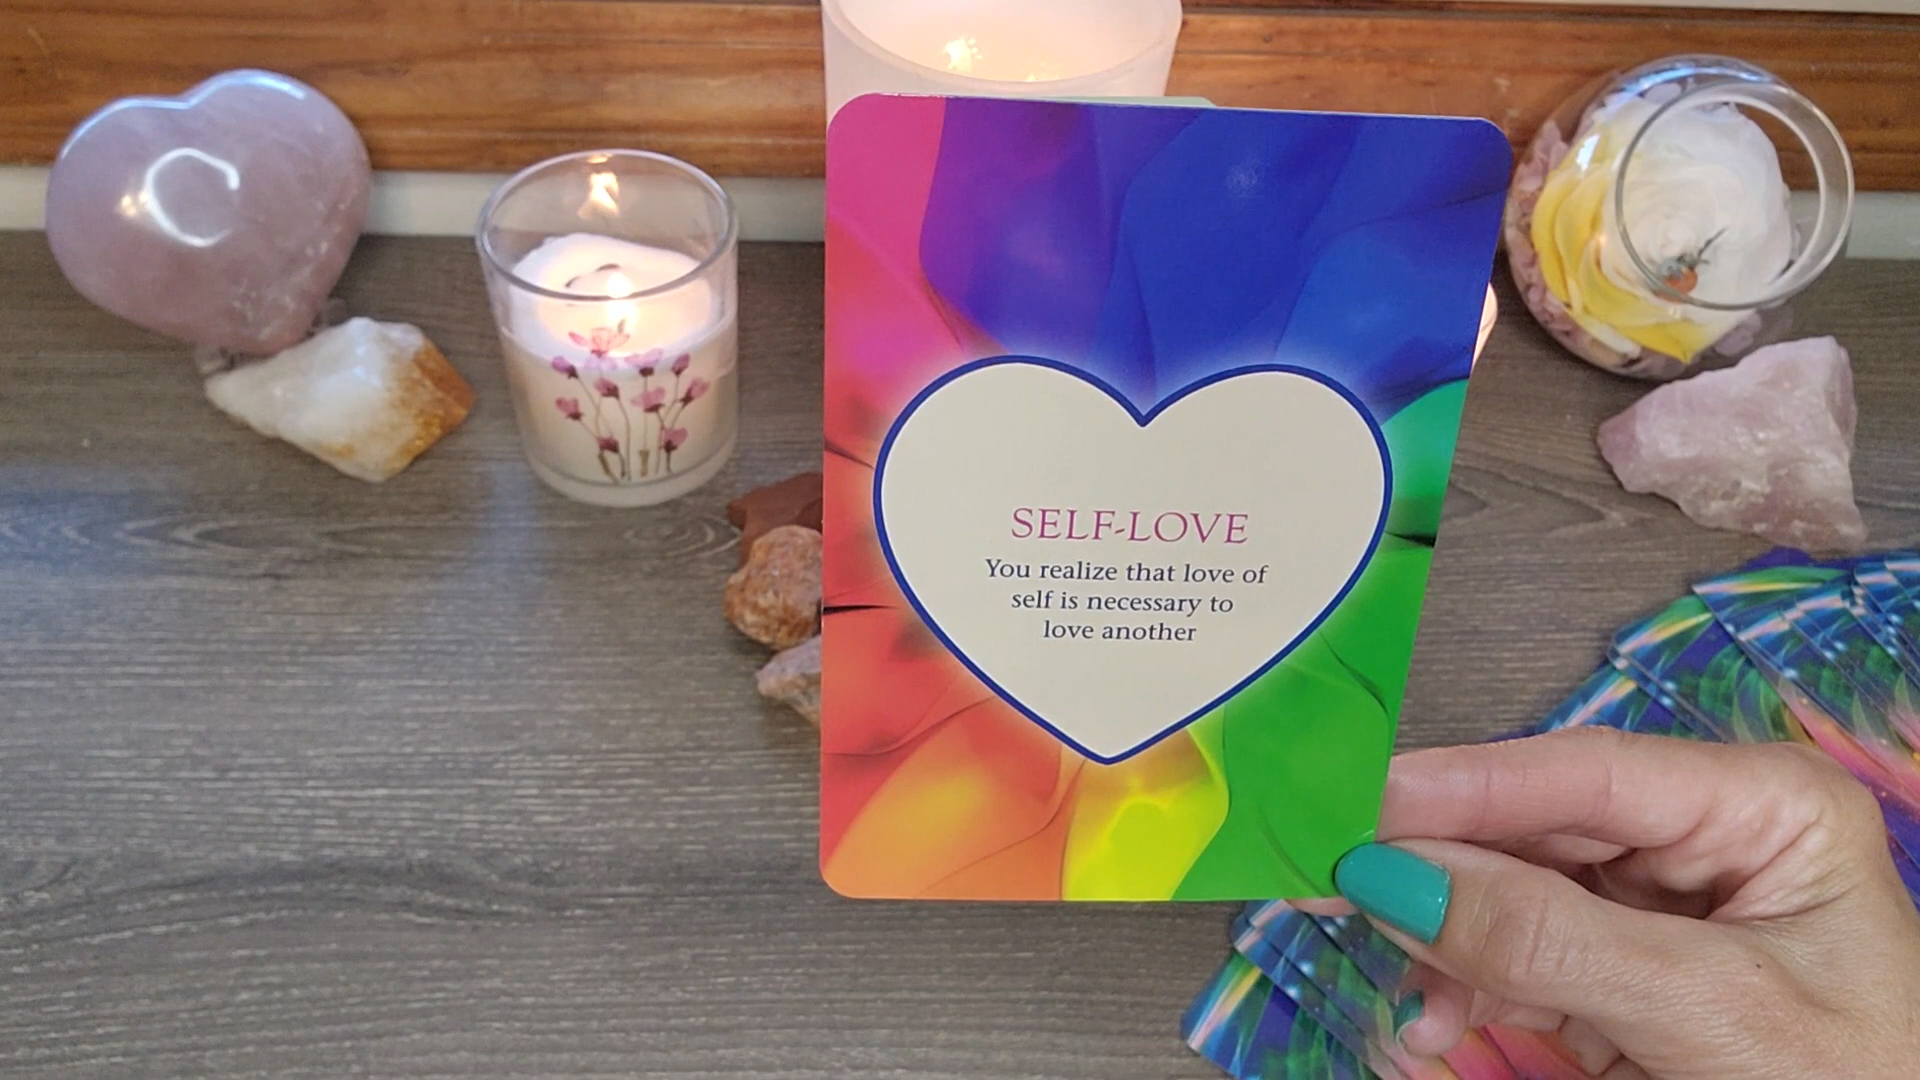 SELF-LOVE
You realize that love of
self is necessary to
love another